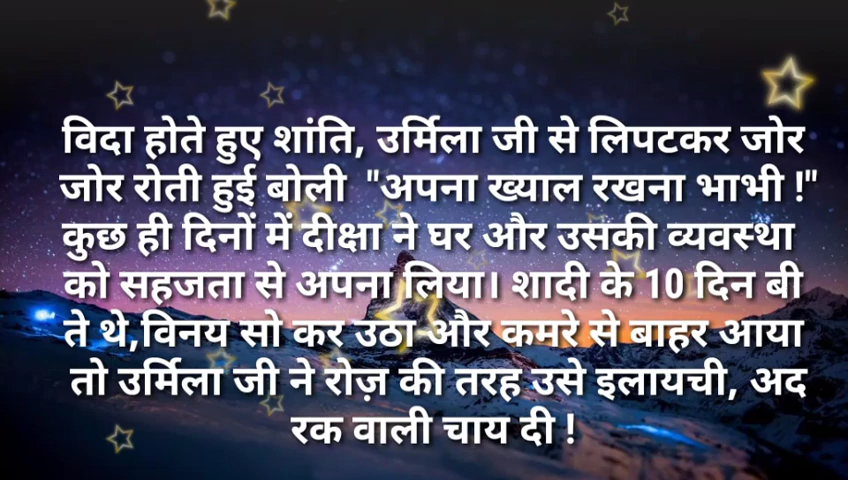 विदा होते हुए शांति, उर्मिला जी से लिपटकर जोर
जोर रोती हुई बोली "अपना ख्याल रखना भाभी !"
कुछ ही दिनों में दीक्षा ने घर और उसकी व्यवस्था
को सहजता से अपना लिया। शादी के 10 दिन बी
ते थे,विनय सो कर उठा और कमरे से बाहर आया
तो उर्मिला जी ने रोज़ की तरह उसे इलायची, अद
रक वाली चाय दी !